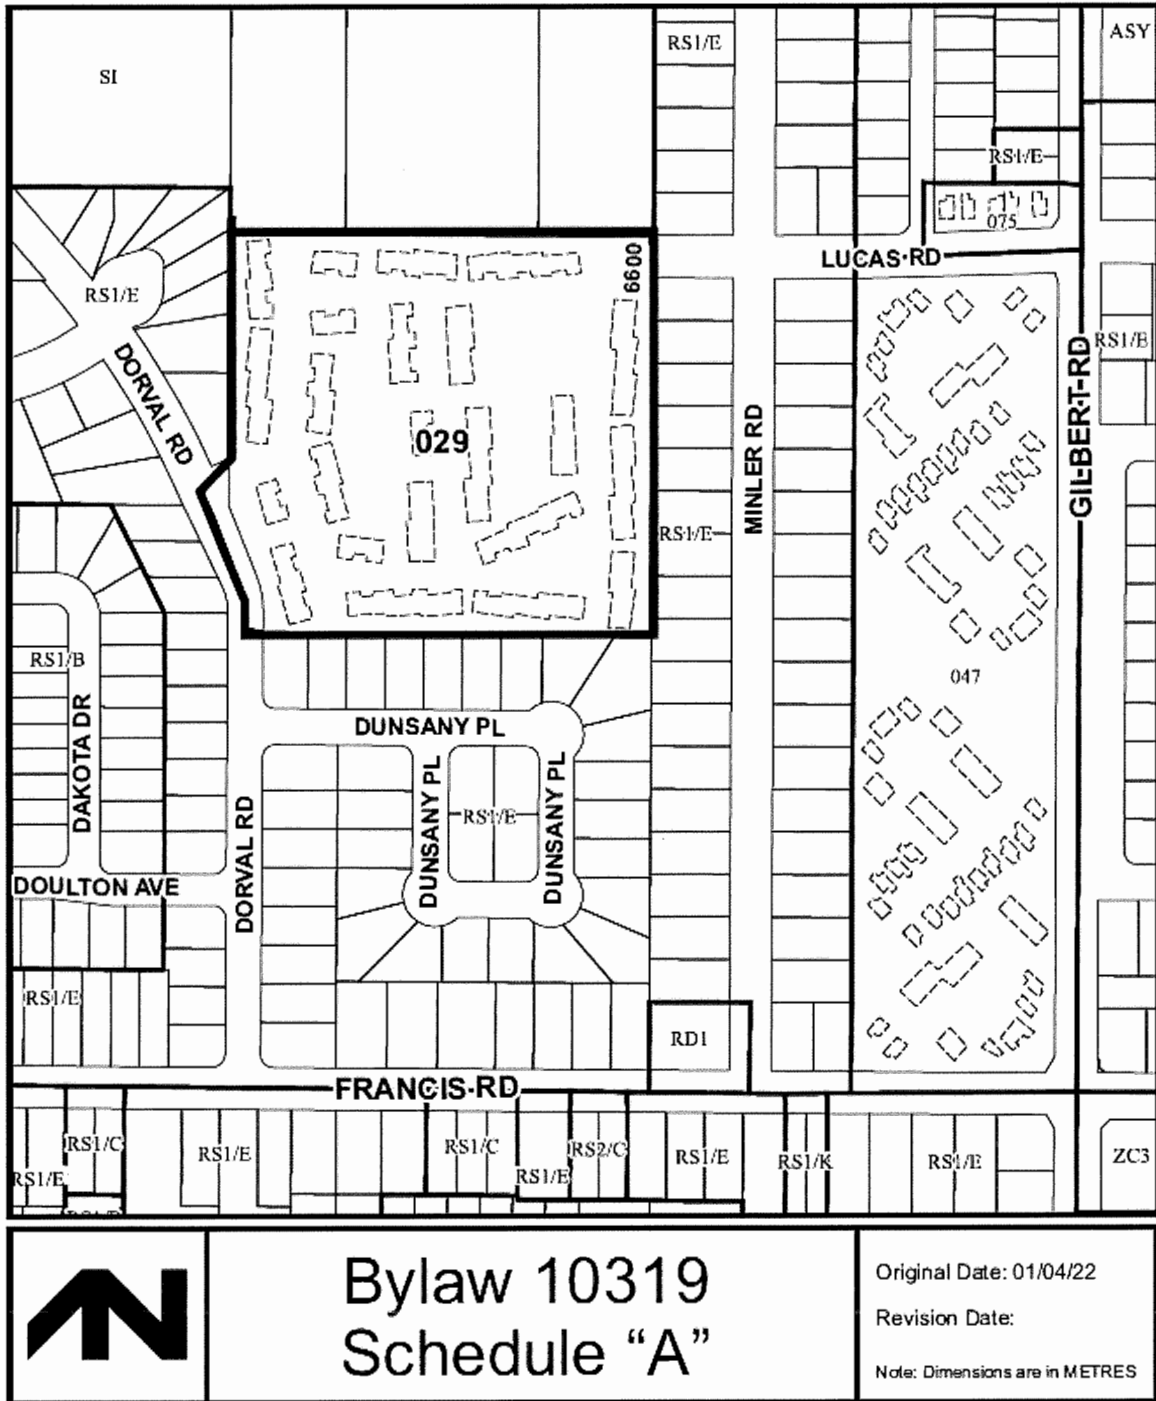 RS1/E
ASY
SI
RS1/E
075
LUCAS RD
6600
RS1/E
RS1/E
DORVAL RD
GILBERT RD
029
MINLER RD
RS1/E
RS1/B
047
DAKOTA DR
DUNSANY PL
DUNSANY PL
DUNSANY PL
RS1/E
DORVAL RD
DOULTON AVE
RS1/E
RD1
FRANCIS RD
RS1/C
RS1/E
RS1/C
RS2/C
RS1/E
RS1/K
RS1/E
ZC3
RS1/E
RS1/E
Bylaw 10319
Schedule “A”
Original Date: 01/04/22
Revision Date:
Note: Dimensions are in METRES